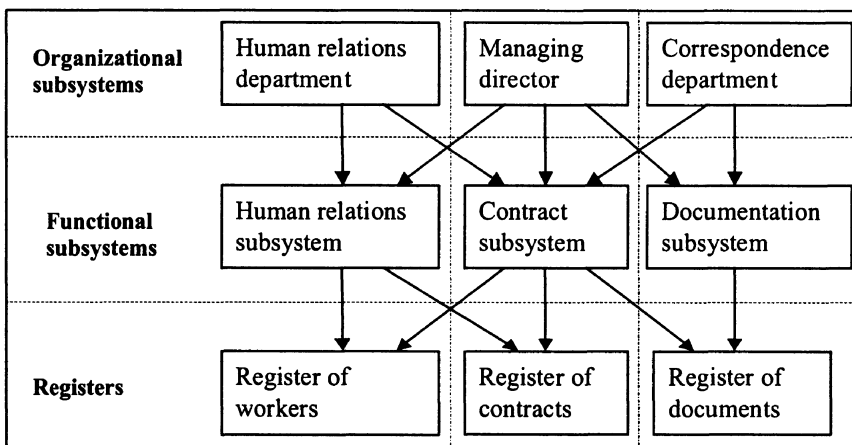 Organizational
subsystems
Human relations
department
Managing
director
Correspondence
department
Functional
subsystems
Human relations
subsystem
Contract
subsystem
Documentation
subsystem
Registers
Register of
workers
Register of
contracts
Register of
documents